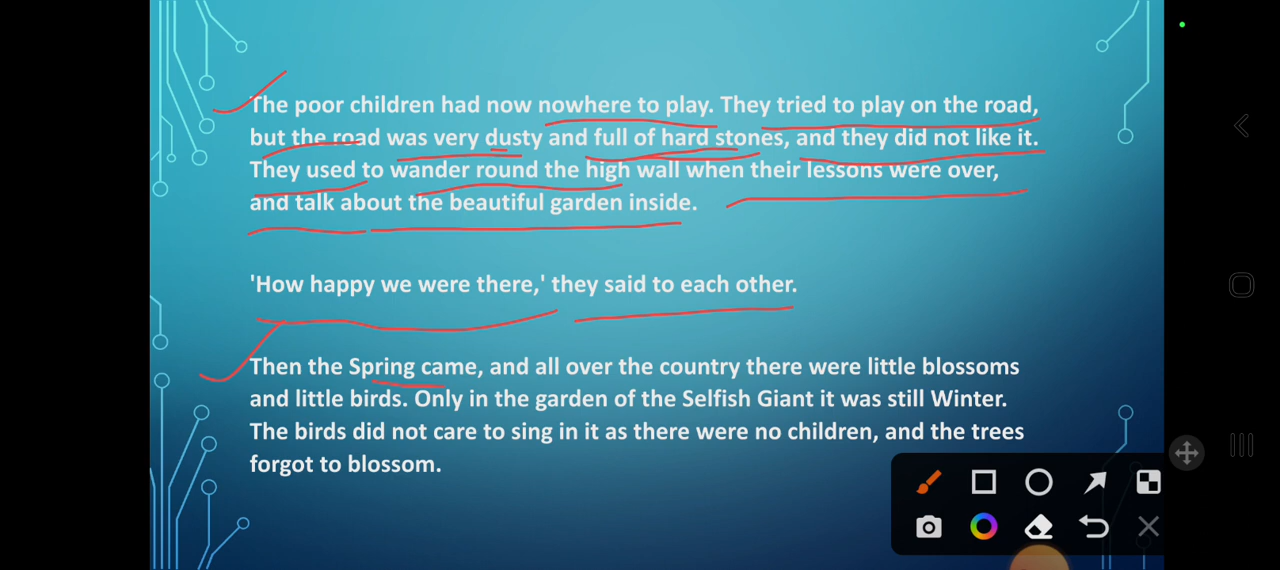 The poor children had now nowhere to play. They tried to play on the road,
but the road was very dusty and full of hard stones, and they did not like it.
They used to wander round the high wall when their lessons were over,
and talk about the beautiful garden inside.
'How happy we were there,' they said to each other.
Then the Spring came, and all over the country there were little blossoms
and little birds. Only in the garden of the Selfish Giant it was still Winter.
The birds did not care to sing in it as there were no children, and the trees
forgot to blossom.